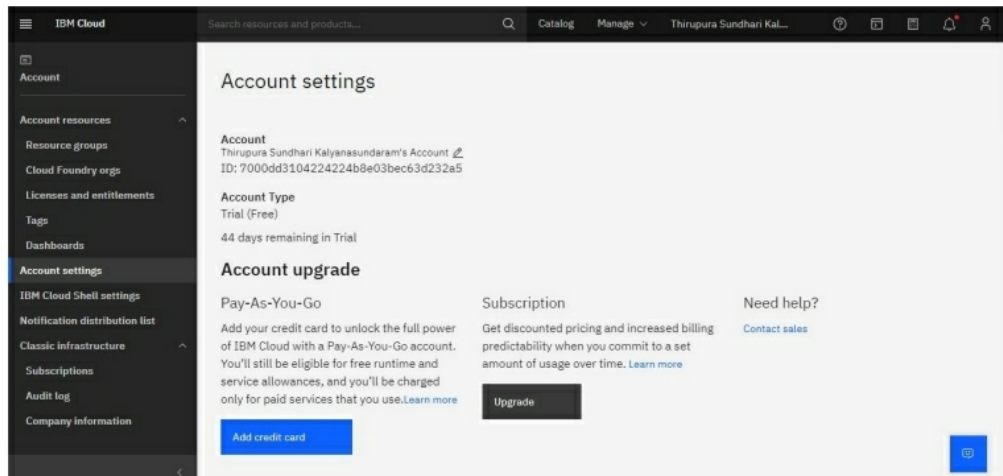 IBM Cloud
Search resources and products...
Catalog
Manage
Thirupura Sundhari Kal...
Account
Account resources
Resource groups
Cloud Foundry orgs
Licenses and entitlements
Tags
Dashboards
Account settings
IBM Cloud Shell settings
Notification distribution list
Classic infrastructure
Subscriptions
Audit log
Company information
Account settings
Account
Thirupura Sundhari Kalyanasundaram's Account
ID: 7000dd3104224224b8e03bec63d232a5
Account Type
Trial (Free)
44 days remaining in Trial
Account upgrade
Pay-As-You-Go
Add your credit card to unlock the full power
of IBM Cloud with a Pay-As-You-Go account.
You'll still be eligible for free runtime and
service allowances, and you'll be charged
only for paid services that you use.Learn more
Add credit card
Subscription
Get discounted pricing and increased billing
predictability when you commit to a set
amount of usage over time. Learn more
Upgrade
Need help?
Contact sales